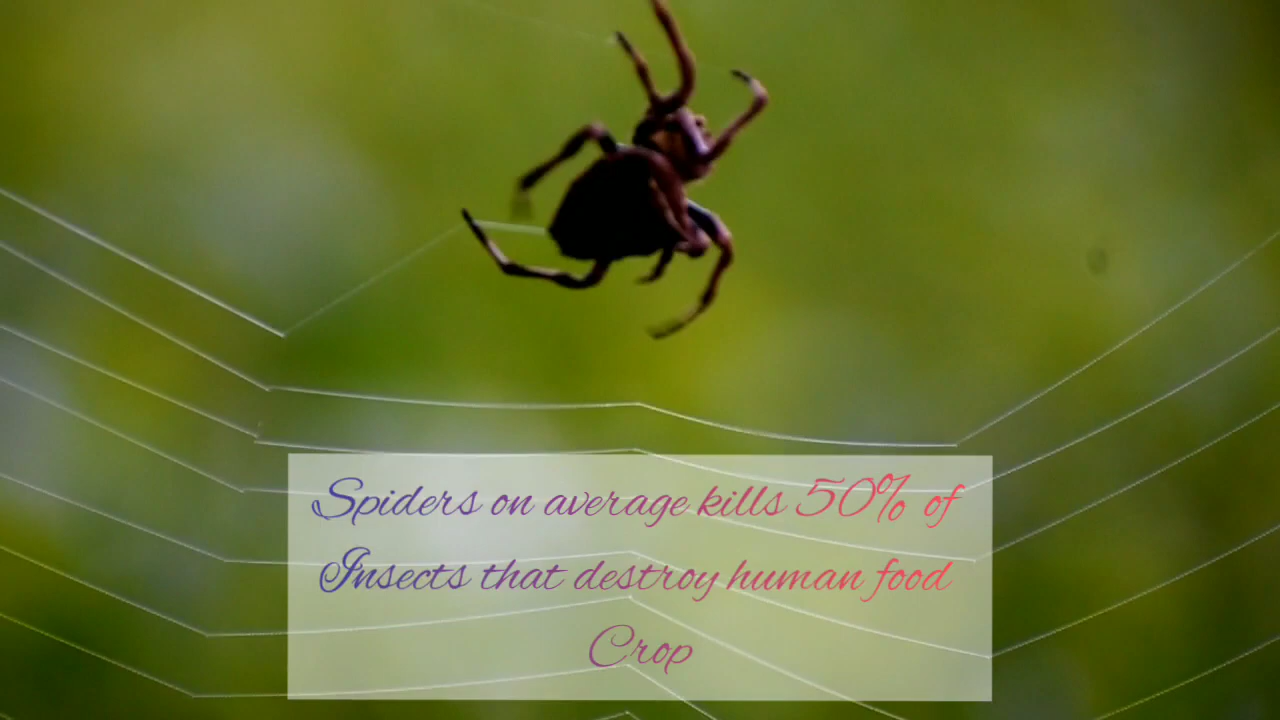 Spiders on average kills 50% of
Insects that destroy human food
Crop